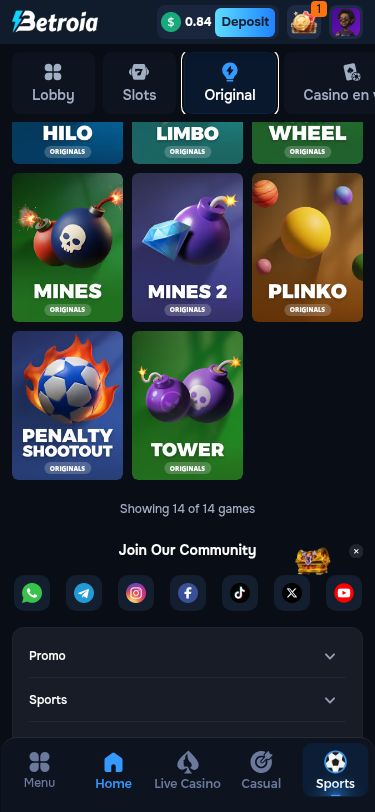 Betroia
$ 0.84 Deposit
1
Lobby
Slots
Original
Casino en v
HILO
ORIGINALS
LIMBO
ORIGINALS
WHEEL
ORIGINALS
MINES
ORIGINALS
MINES 2
ORIGINALS
PLINKO
ORIGINALS
PENALTY
SHOOTOUT
ORIGINALS
TOWER
ORIGINALS
Showing 14 of 14 games
Join Our Community
Promo
Sports
Menu
Home
Live Casino
Casual
Sports